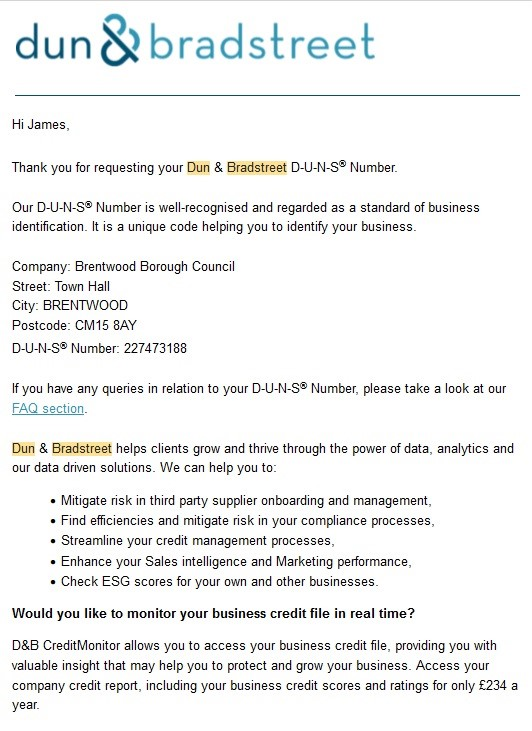 dun & bradstreet
Hi James,
Thank you for requesting your Dun & Bradstreet D-U-N-S® Number.
Our D-U-N-S® Number is well-recognised and regarded as a standard of business
identification. It is a unique code helping you to identify your business.
Company: Brentwood Borough Council
Street: Town Hall
City: BRENTWOOD
Postcode: CM15 8AY
D-U-N-S® Number: 227473188
If you have any queries in relation to your D-U-N-S® Number, please take a look at our
FAQ section.
Dun & Bradstreet helps clients grow and thrive through the power of data, analytics and
our data driven solutions. We can help you to:
• Mitigate risk in third party supplier onboarding and management,
• Find efficiencies and mitigate risk in your compliance processes,
• Streamline your credit management processes,
• Enhance your Sales intelligence and Marketing performance,
• Check ESG scores for your own and other businesses.
Would you like to monitor your business credit file in real time?
D&B CreditMonitor allows you to access your business credit file, providing you with
valuable insight that may help you to protect and grow your business. Access your
company credit report, including your business credit scores and ratings for only £234 a
year.